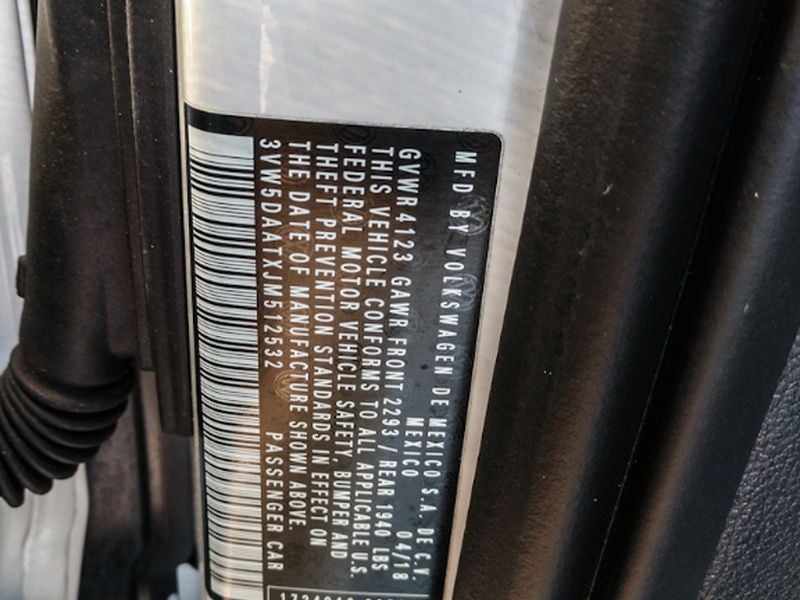 MFD BY VOLKSWAGEN DE MEXICO S.A. DE C.V.
MEXICO 04/18
GVWR 4123 GAWR FRONT 2293 / REAR 1940 LBS
THIS VEHICLE CONFORMS TO ALL APPLICABLE U.S.
FEDERAL MOTOR VEHICLE SAFETY, BUMPER AND
THEFT PREVENTION STANDARDS IN EFFECT ON
THE DATE OF MANUFACTURE SHOWN ABOVE.
3VW5DAATXJM512532 PASSENGER CAR